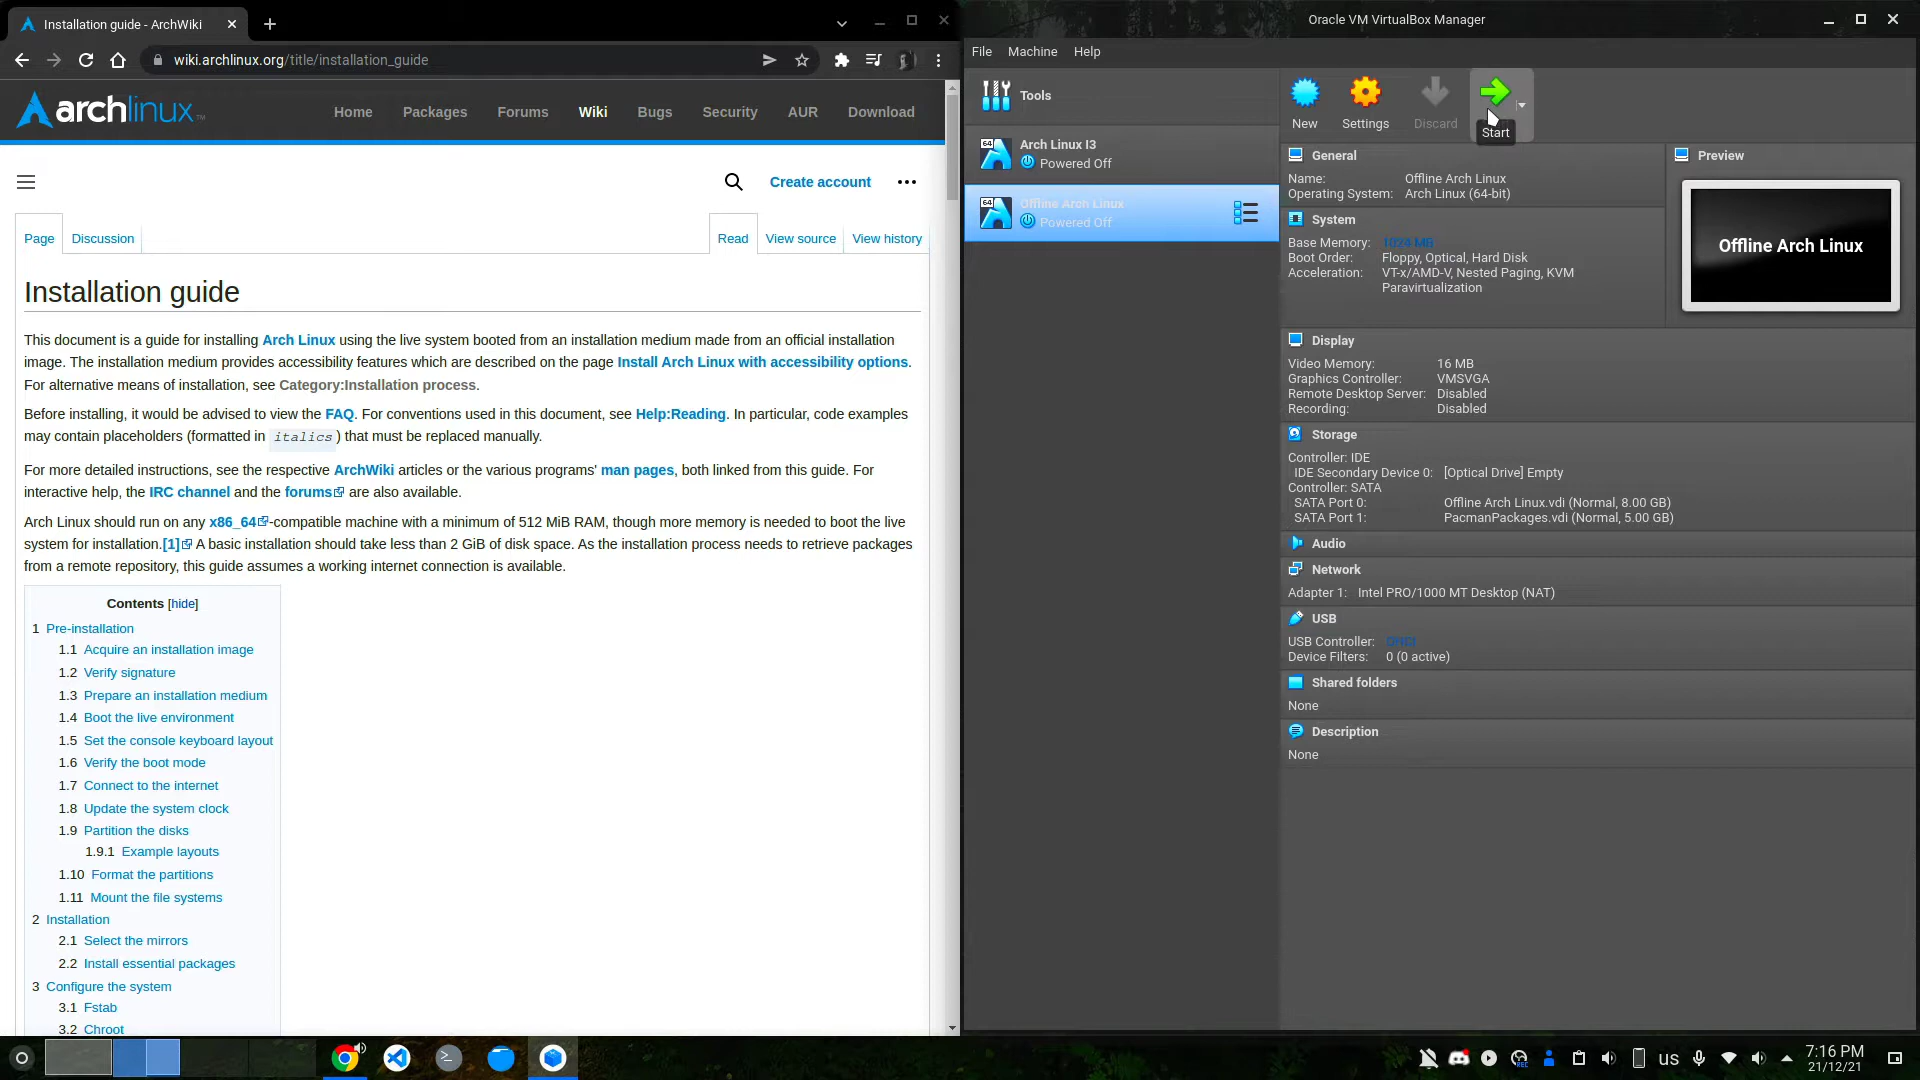 Installation guide - ArchWiki
wiki.archlinux.org/title/installation_guide
archlinux
Home
Packages
Forums
Wiki
Bugs
Security
AUR
Download
Create account
Page
Discussion
Read
View source
View history
Installation guide
This document is a guide for installing Arch Linux using the live system booted from an installation medium made from an official installation
image. The installation medium provides accessibility features which are described on the page Install Arch Linux with accessibility options.
For alternative means of installation, see Category:Installation process.
Before installing, it would be advised to view the FAQ. For conventions used in this document, see Help:Reading. In particular, code examples
may contain placeholders (formatted in italics) that must be replaced manually.
For more detailed instructions, see the respective ArchWiki articles or the various programs' man pages, both linked from this guide. For
interactive help, the IRC channel and the forums are also available.
Arch Linux should run on any x86_64-compatible machine with a minimum of 512 MiB RAM, though more memory is needed to boot the live
system for installation.[1] A basic installation should take less than 2 GiB of disk space. As the installation process needs to retrieve packages
from a remote repository, this guide assumes a working internet connection is available.
Contents [hide]
1 Pre-installation
1.1 Acquire an installation image
1.2 Verify signature
1.3 Prepare an installation medium
1.4 Boot the live environment
1.5 Set the console keyboard layout
1.6 Verify the boot mode
1.7 Connect to the internet
1.8 Update the system clock
1.9 Partition the disks
1.9.1 Example layouts
1.10 Format the partitions
1.11 Mount the file systems
2 Installation
2.1 Select the mirrors
2.2 Install essential packages
3 Configure the system
3.1 Fstab
3.2 Chroot
Oracle VM VirtualBox Manager
File
Machine
Help
Tools
64
Arch Linux I3
Powered Off
64
Offline Arch Linux
Powered Off
New
Settings
Discard
Start
General
Name: Offline Arch Linux
Operating System: Arch Linux (64-bit)
System
Base Memory: 1024 MB
Boot Order: Floppy, Optical, Hard Disk
Acceleration: VT-x/AMD-V, Nested Paging, KVM
Paravirtualization
Preview
Offline Arch Linux
Display
Video Memory: 16 MB
Graphics Controller: VMSVGA
Remote Desktop Server: Disabled
Recording: Disabled
Storage
Controller: IDE
IDE Secondary Device 0: [Optical Drive] Empty
Controller: SATA
SATA Port 0: Offline Arch Linux.vdi (Normal, 8.00 GB)
SATA Port 1: PacmanPackages.vdi (Normal, 5.00 GB)
Audio
Network
Adapter 1: Intel PRO/1000 MT Desktop (NAT)
USB
USB Controller: OHCI
Device Filters: 0 (0 active)
Shared folders
None
Description
None
us
7:16 PM
21/12/21